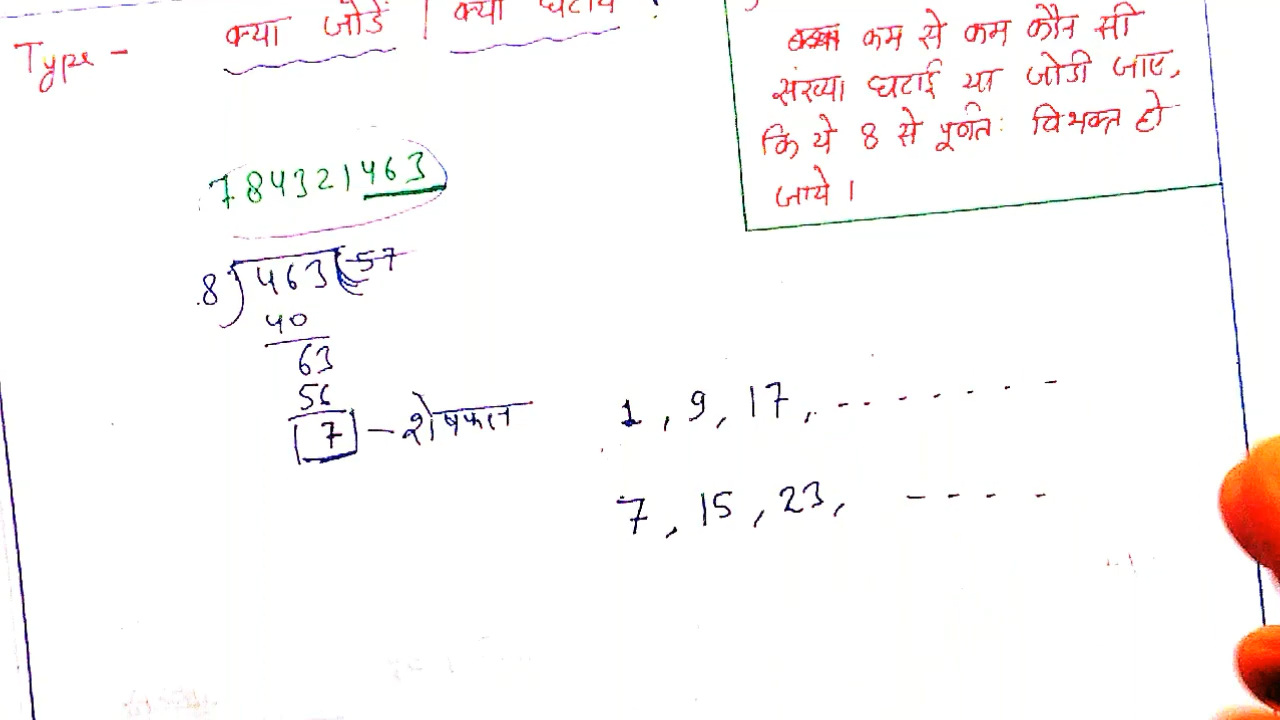 Type - क्या जोड़ें | क्या घटायें ?
कम से कम कौन सी
संख्या घटाई या जोडी जाए,
कि ये 8 से पूर्णतः विभक्त हो
जाये ।
784321463
8) 463 ( 57
40
63
56
7 - शेषफल
1 , 9 , 17 , - - - - - - - -
7 , 15 , 23 , - - - -